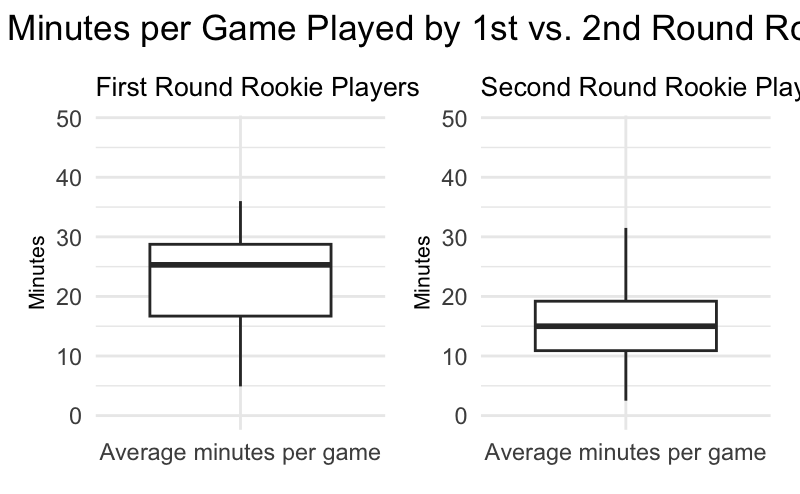 Minutes per Game Played by 1st vs. 2nd Round
First Round Rookie Players
50
40
30
20
10
0
Minutes
Average minutes per game
Second Round Rookie
50
40
30
20
10
0
Minutes
Average minutes per game